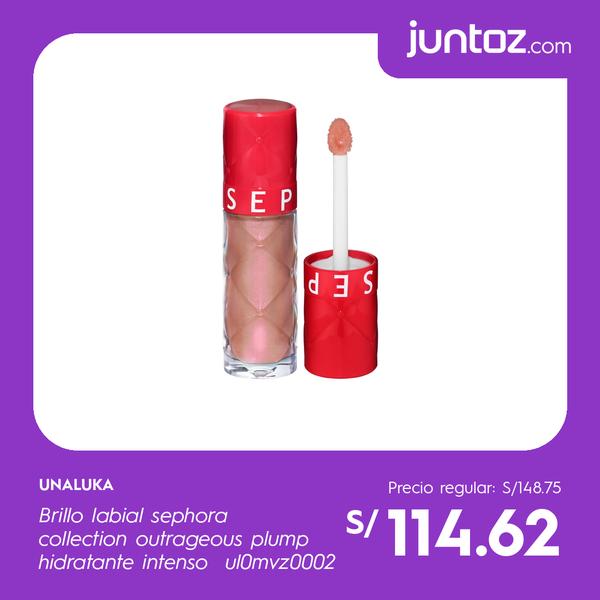 juntoz.com
SEP
SEP
UNALUKA
Brillo labial sephora
collection outrageous plump
hidratante intenso ul0mvz0002
Precio regular: S/148.75
S/114.62